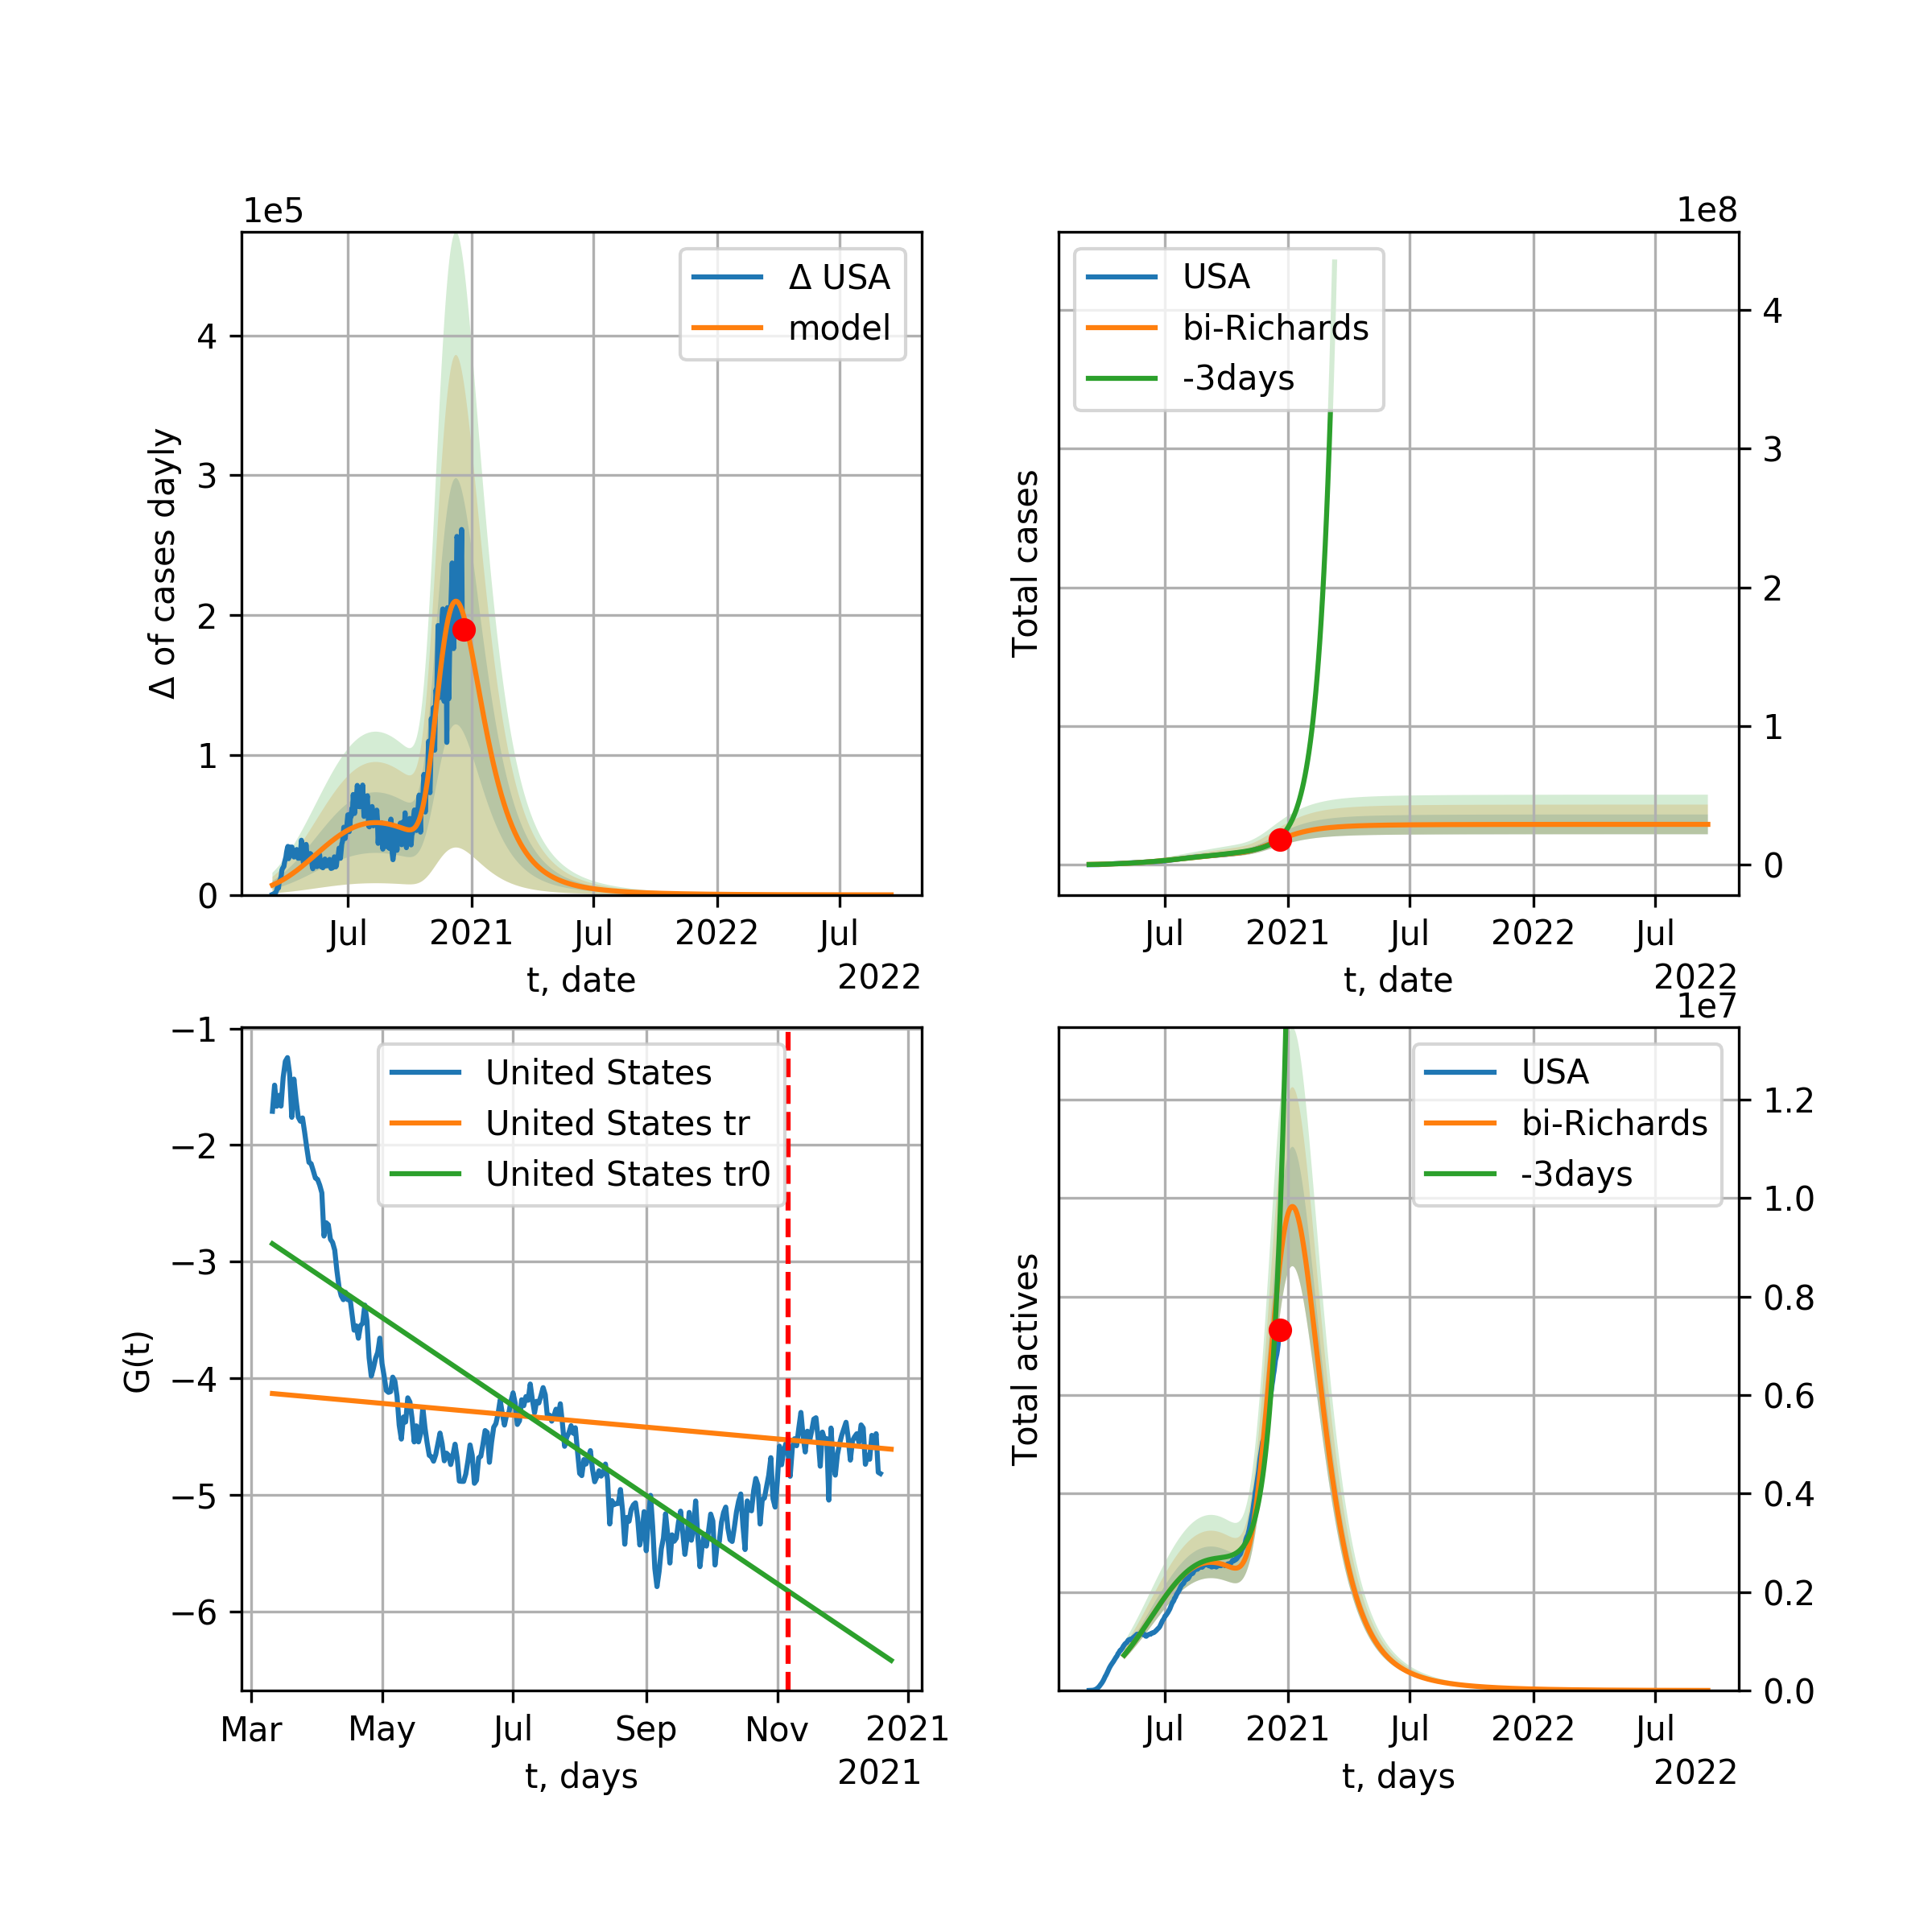 1e5
Δ of cases dayly
4
3
2
1
0
Δ USA
model
Jul 2021 Jul 2022 Jul
t, date
2022
1e8
Total cases
USA
bi-Richards
-3days
4
3
2
1
0
Jul 2021 Jul 2022 Jul
t, date
2022
G(t)
−1
−2
−3
−4
−5
−6
United States
United States tr
United States tr0
Mar May Jul Sep Nov 2021
t, days
2021
1e7
Total actives
USA
bi-Richards
-3days
1.2
1.0
0.8
0.6
0.4
0.2
0.0
Jul 2021 Jul 2022 Jul
t, days
2022